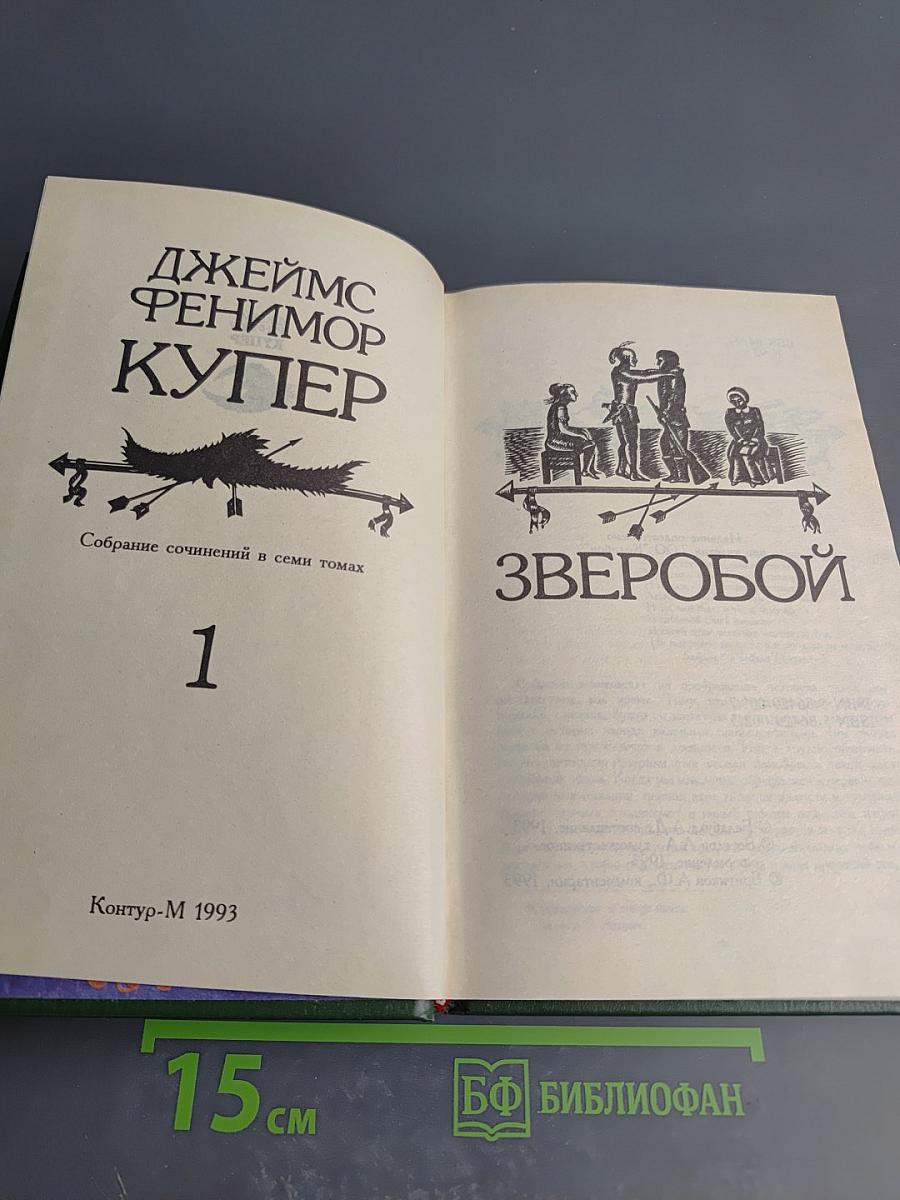 ДЖЕЙМС
ФЕНИМОР
КУПЕР
Собрание сочинений в семи томах
1
Контур-М 1993
ЗВЕРОБОЙ
15 см
БФ БИБЛИОФАН